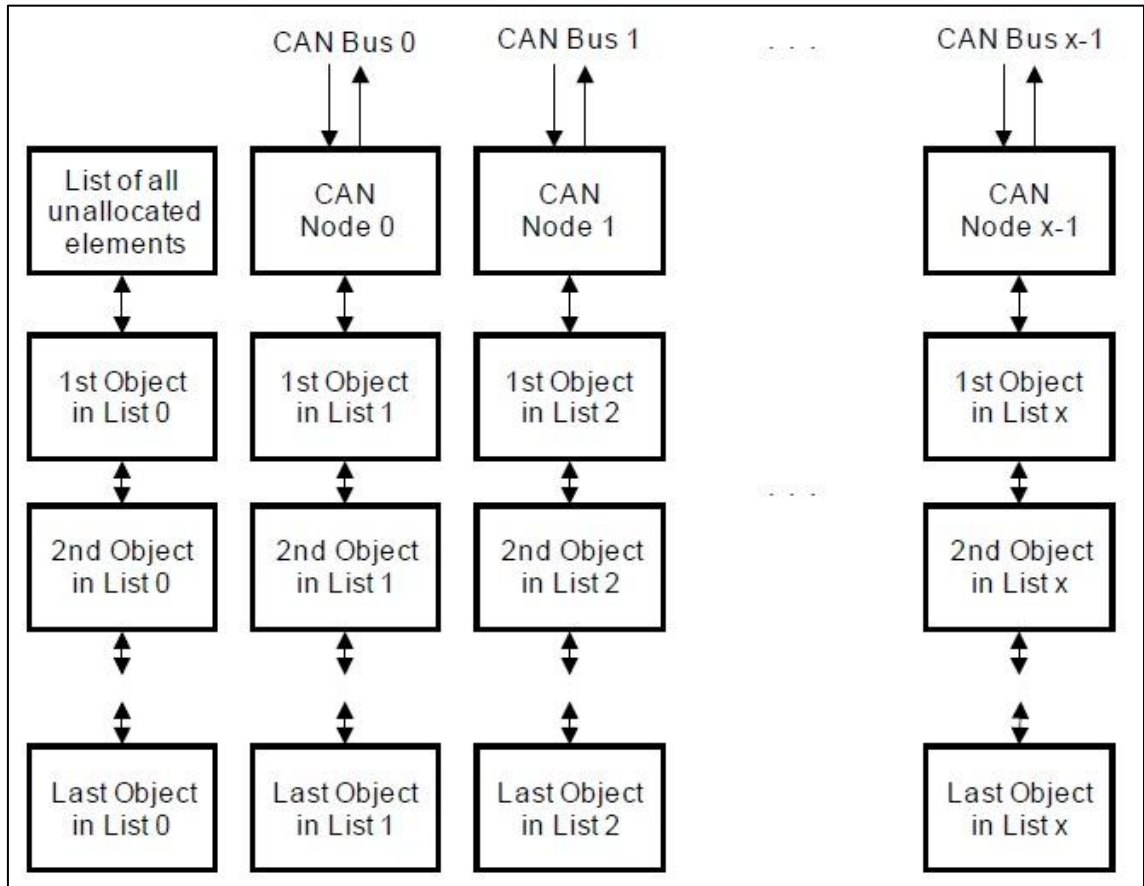 CAN Bus 0
CAN Bus 1
. . .
CAN Bus x-1
List of all
unallocated
elements
CAN
Node 0
CAN
Node 1
CAN
Node x-1
1st Object
in List 0
1st Object
in List 1
1st Object
in List 2
1st Object
in List x
. . .
2nd Object
in List 0
2nd Object
in List 1
2nd Object
in List 2
2nd Object
in List x
Last Object
in List 0
Last Object
in List 1
Last Object
in List 2
Last Object
in List x